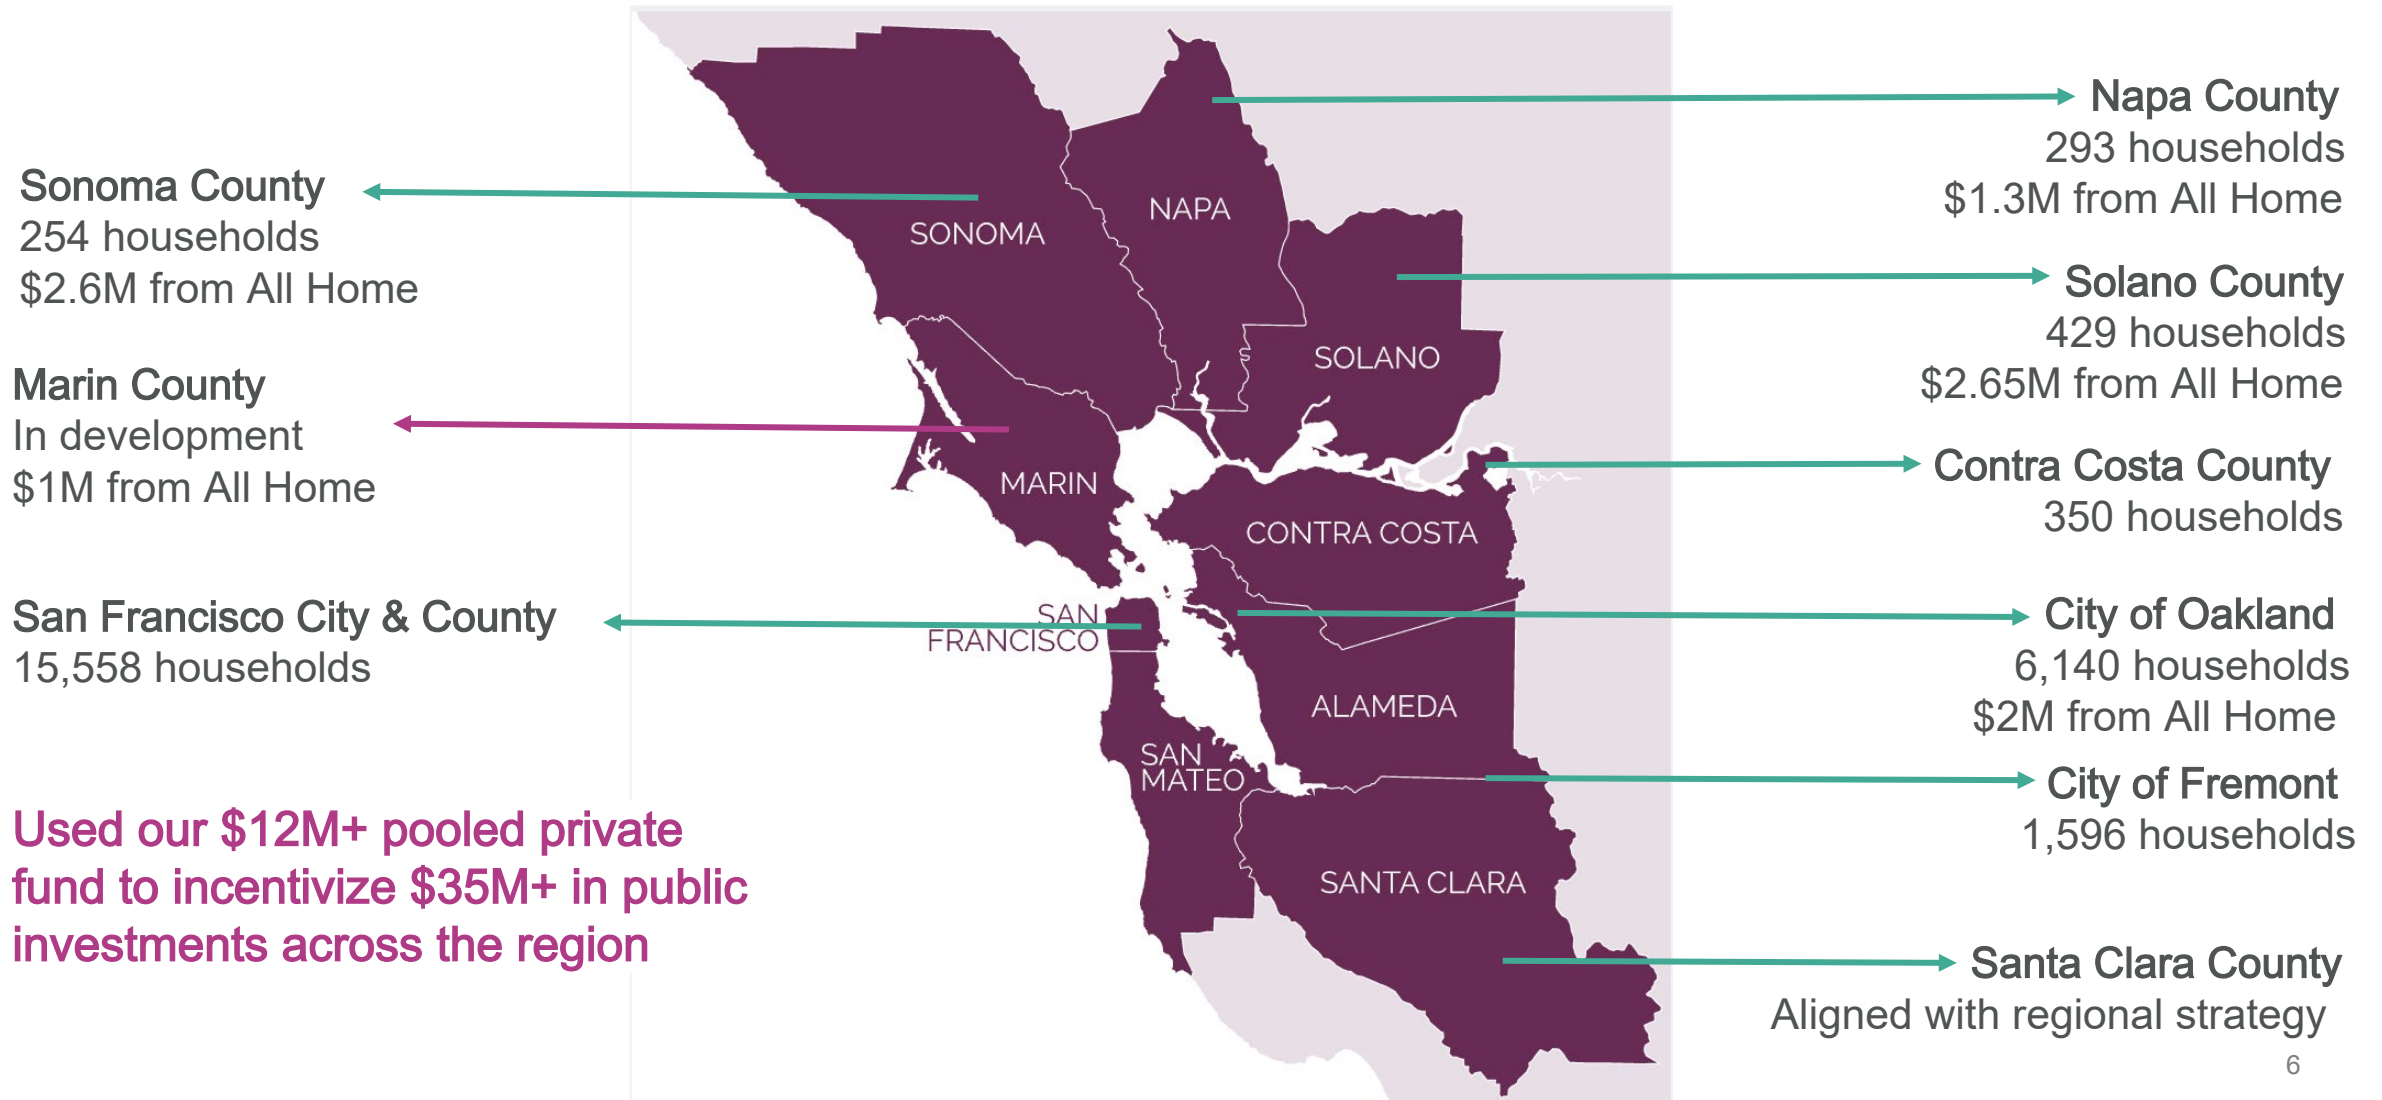 Sonoma County
254 households
$2.6M from All Home
Marin County
In development
$1M from All Home
San Francisco City & County
15,558 households
Used our $12M+ pooled private
fund to incentivize $35M+ in public
investments across the region
SONOMA
NAPA
SOLANO
MARIN
CONTRA COSTA
SAN
FRANCISCO
ALAMEDA
SAN
MATEO
SANTA CLARA
Napa County
293 households
$1.3M from All Home
Solano County
429 households
$2.65M from All Home
Contra Costa County
350 households
City of Oakland
6,140 households
$2M from All Home
City of Fremont
1,596 households
Santa Clara County
Aligned with regional strategy
6